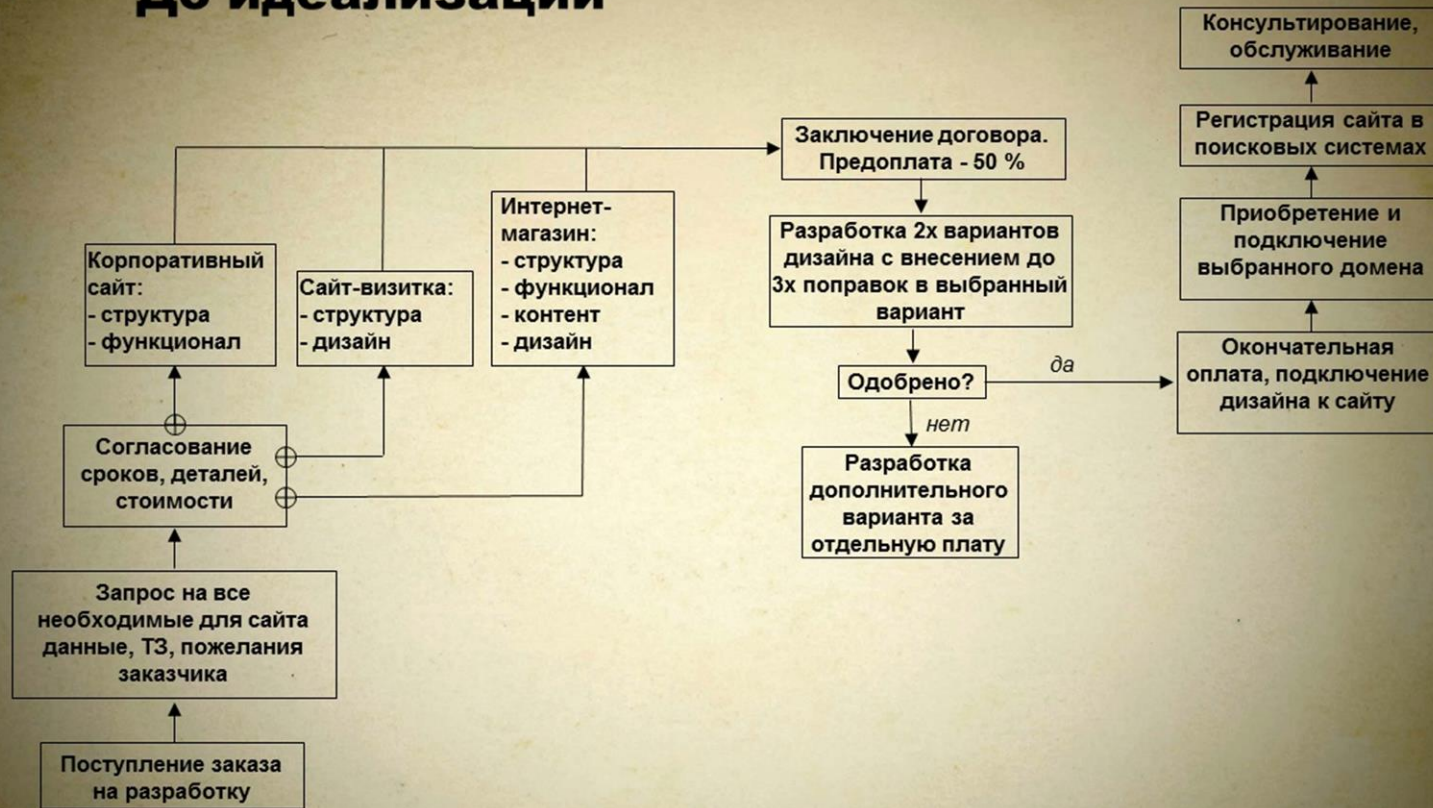 До идеализации
Консультирование,
обслуживание
Регистрация сайта в
поисковых системах
Заключение договора.
Предоплата - 50 %
Интернет-
магазин:
- структура
- функционал
- контент
- дизайн
Приобретение и
подключение
выбранного домена
Разработка 2х вариантов
дизайна с внесением до
3х поправок в выбранный
вариант
Корпоративный
сайт:
- структура
- функционал
Сайт-визитка:
- структура
- дизайн
Окончательная
оплата, подключение
дизайна к сайту
Одобрено?
да
нет
Согласование
сроков, деталей,
стоимости
Разработка
дополнительного
варианта за
отдельную плату
Запрос на все
необходимые для сайта
данные, ТЗ, пожелания
заказчика
Поступление заказа
на разработку